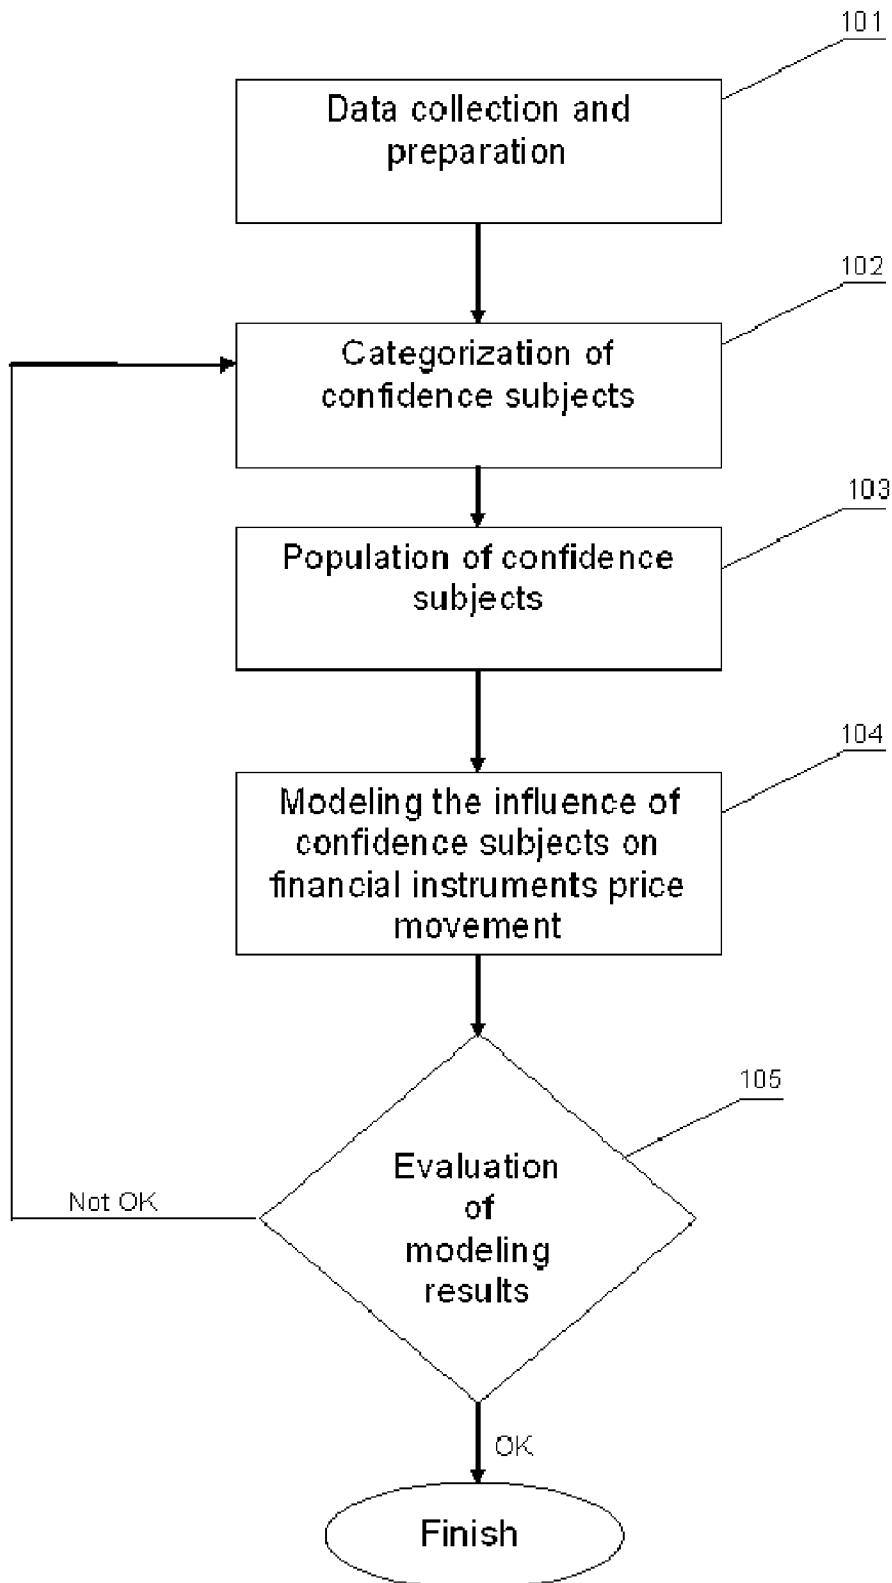 101
Data collection and
preparation
102
Categorization of
confidence subjects
103
Population of confidence
subjects
104
Modeling the influence of
confidence subjects on
financial instruments price
movement
105
Evaluation
of
modeling
results
Not OK
OK
Finish